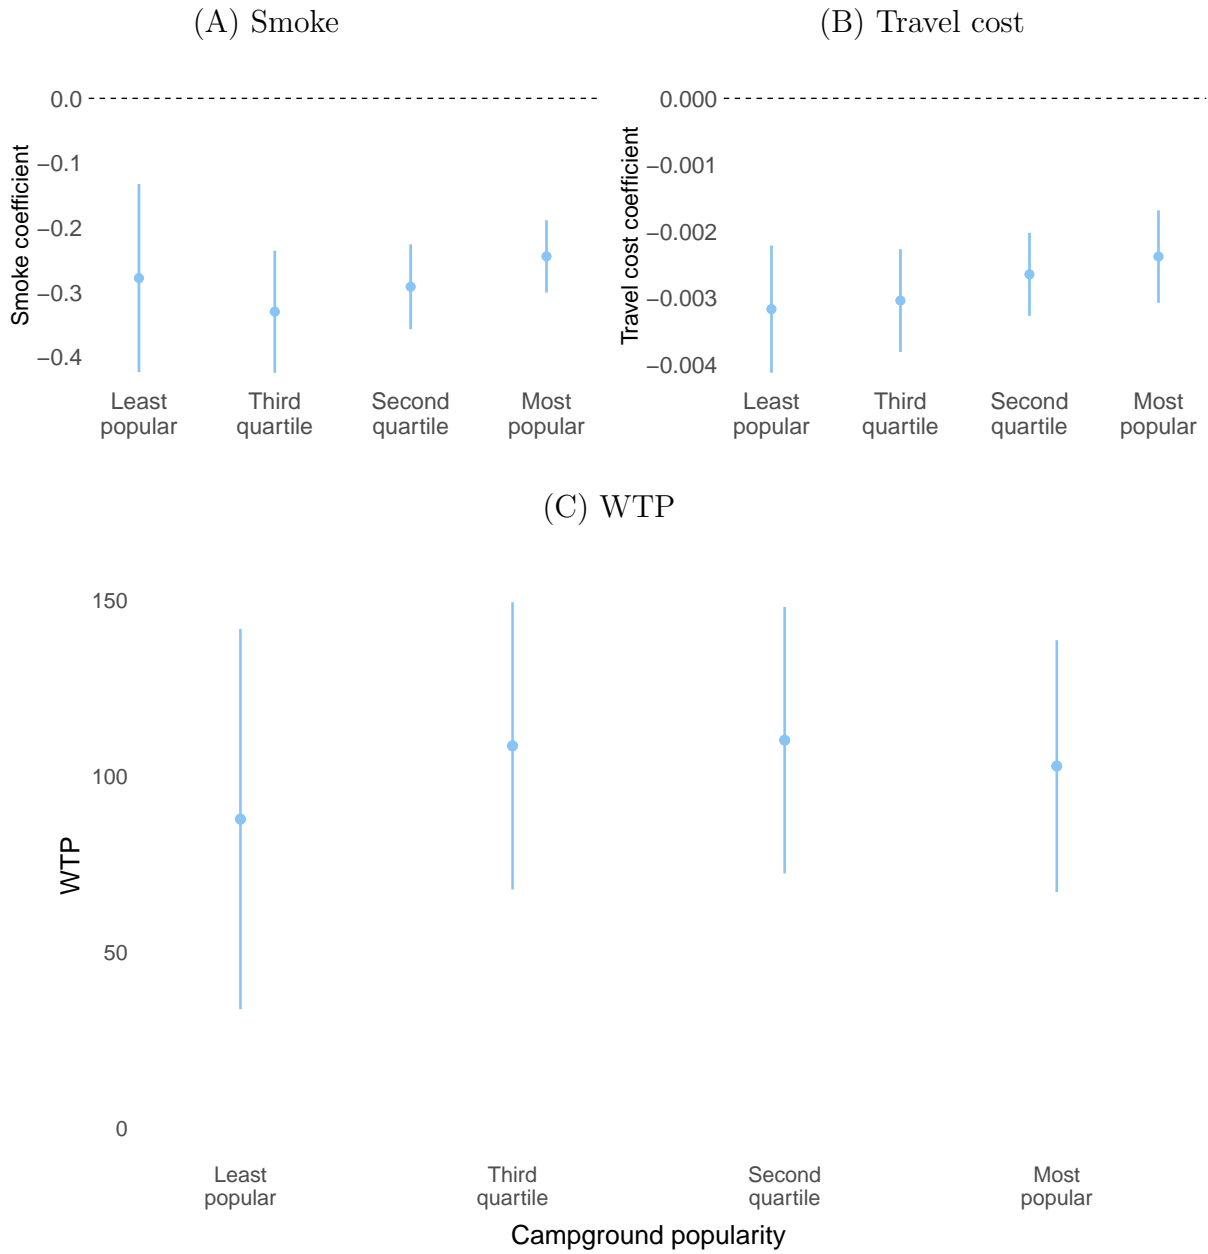 (A) Smoke
(B) Travel cost
Smoke coefficient
0.0
−0.1
−0.2
−0.3
−0.4
Least
popular
Third
quartile
Second
quartile
Most
popular
Travel cost coefficient
0.000
−0.001
−0.002
−0.003
−0.004
Least
popular
Third
quartile
Second
quartile
Most
popular
(C) WTP
WTP
150
100
50
0
Least
popular
Third
quartile
Second
quartile
Most
popular
Campground popularity